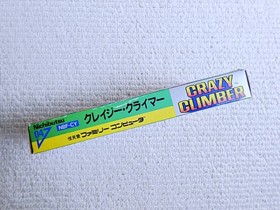 Nichibutsu
NBF-CY
クレイジー・クライマー
任天堂 ファミリー コンピュータ
CRAZY
CLIMBER